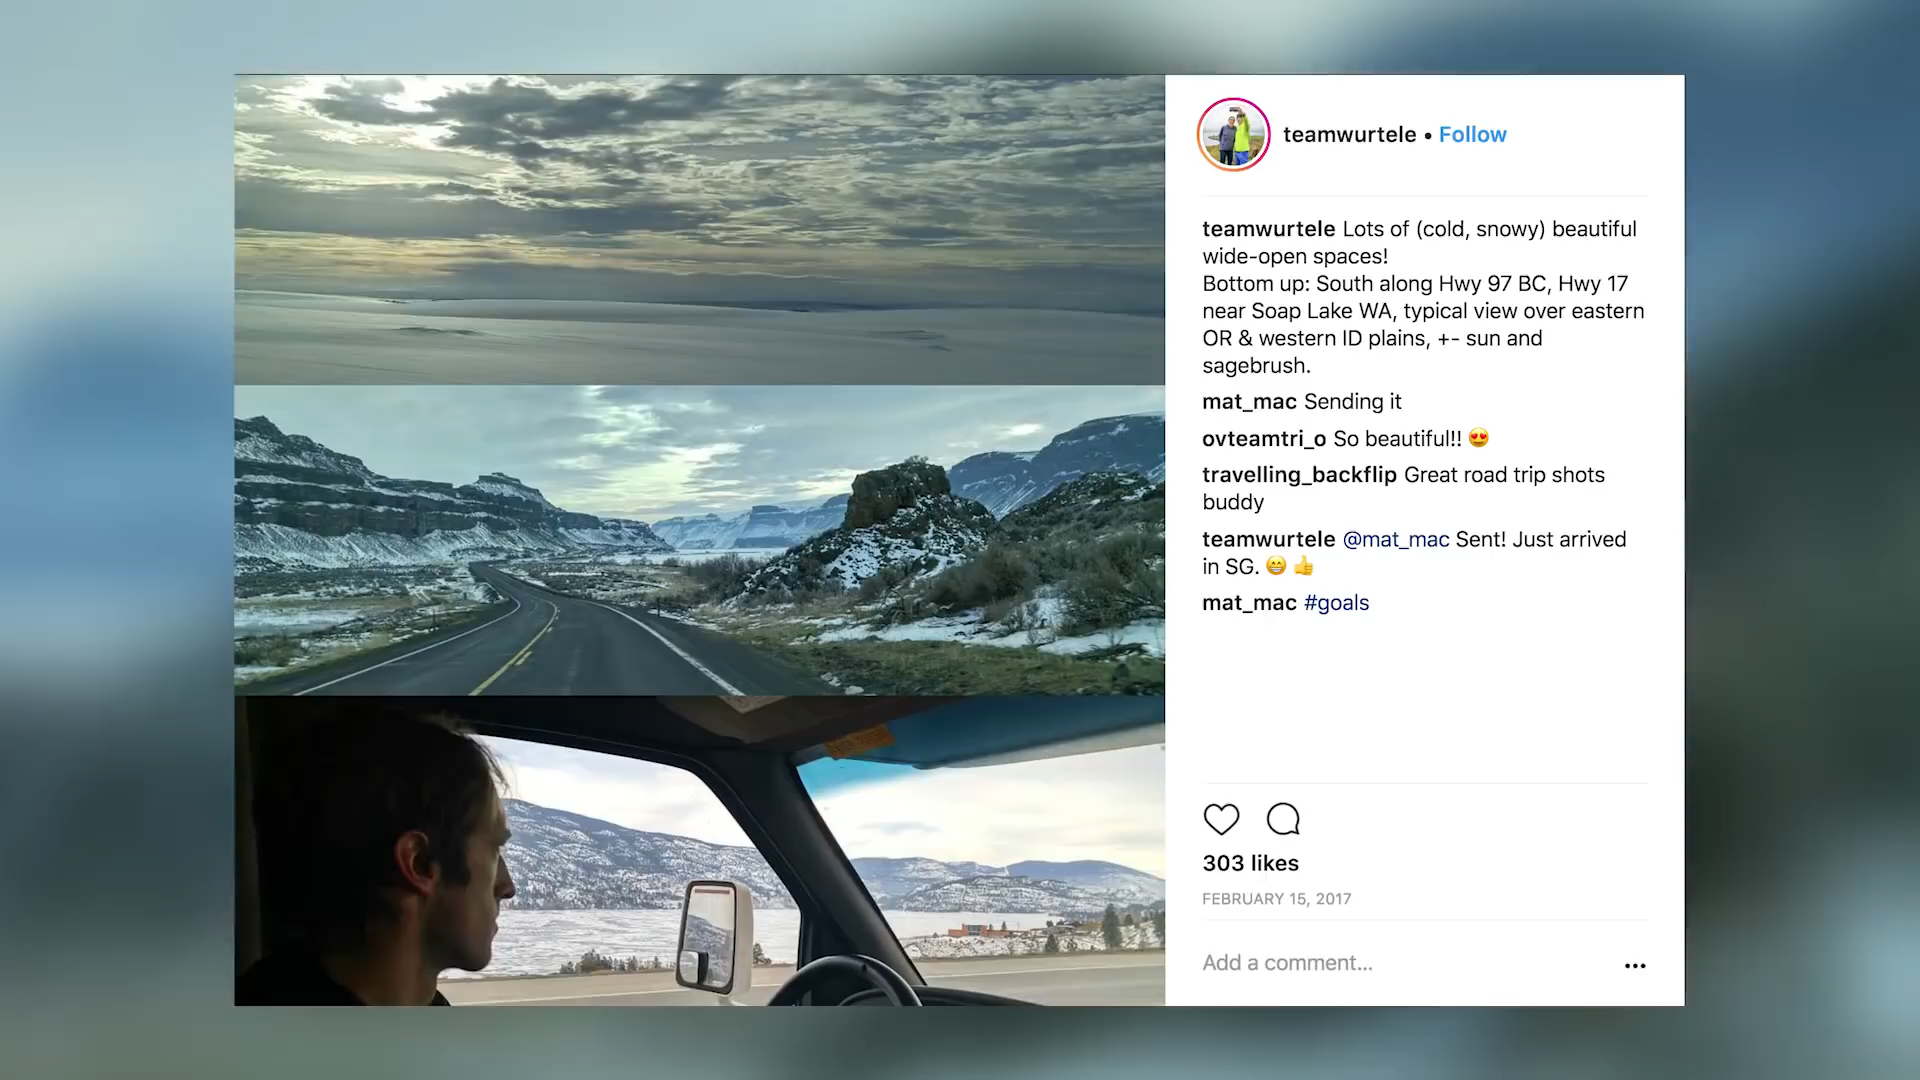 teamwurtele • Follow
teamwurtele Lots of (cold, snowy) beautiful
wide-open spaces!
Bottom up: South along Hwy 97 BC, Hwy 17
near Soap Lake WA, typical view over eastern
OR & western ID plains, +- sun and
sagebrush.
mat_mac Sending it
ovteamtri_o So beautiful!! 😍
travelling_backflip Great road trip shots
buddy
teamwurtele @mat_mac Sent! Just arrived
in SG. 😁 👍
mat_mac #goals
303 likes
FEBRUARY 15, 2017
Add a comment...